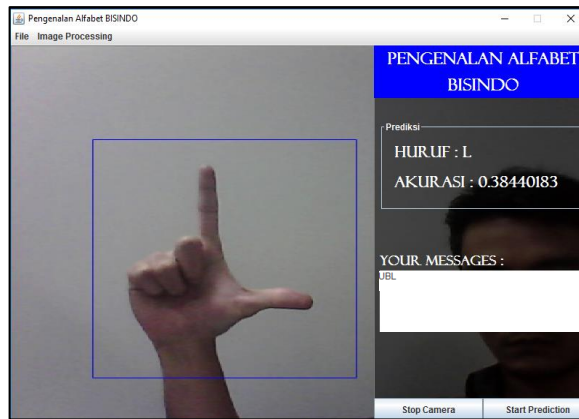 Pengenalan Alfabet BISINDO
File Image Processing
PENGENALAN ALFABET
BISINDO
Prediksi
HURUF : L
AKURASI : 0.38440183
YOUR MESSAGES :
UBL
Stop Camera Start Prediction